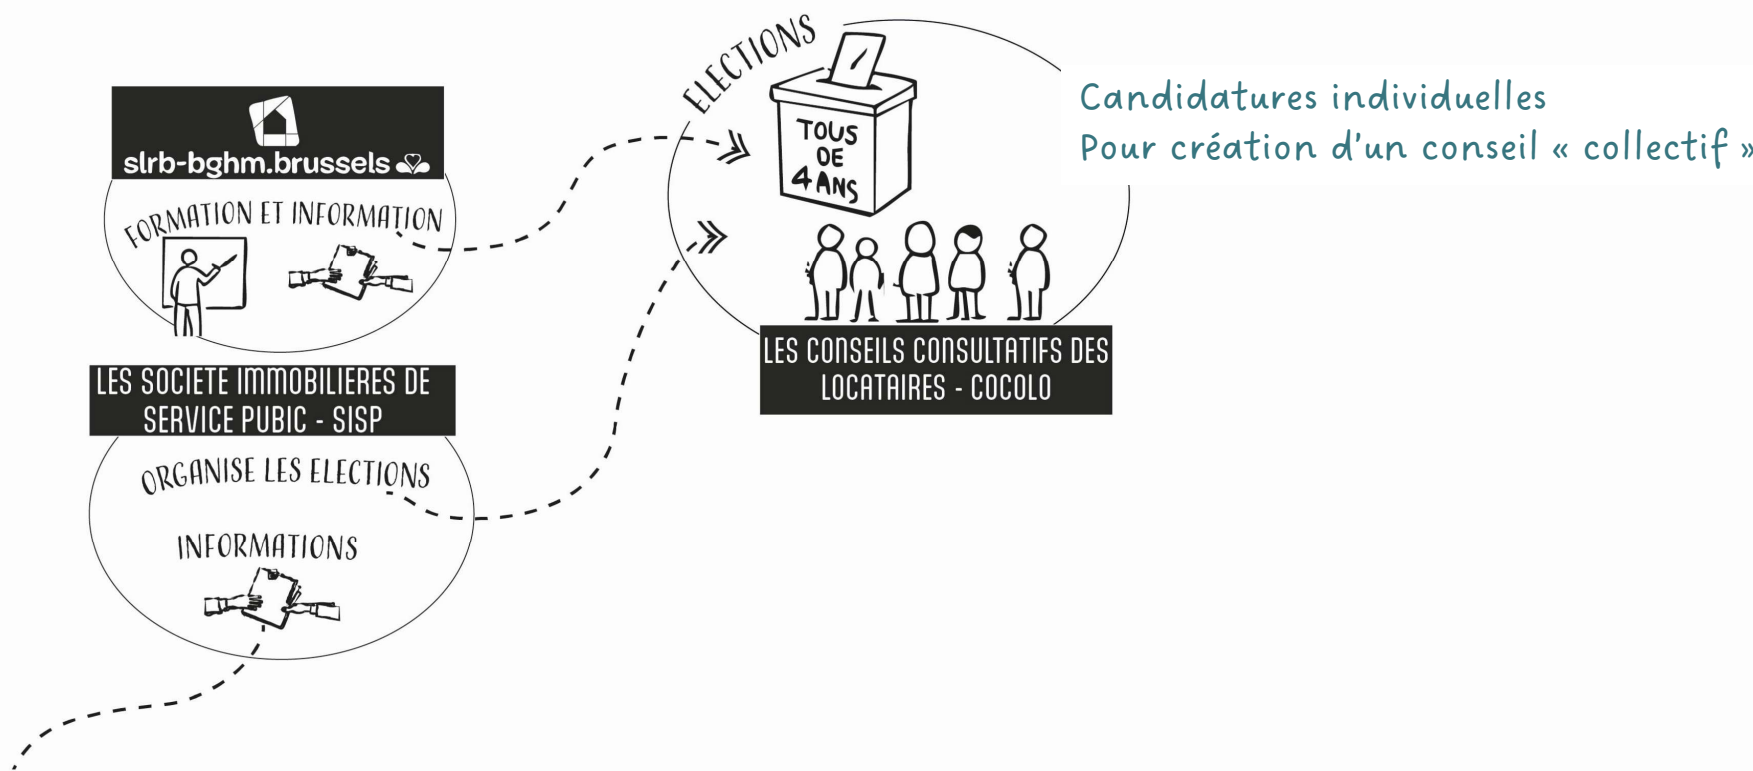 slrb-bghm.brussels
FORMATION ET INFORMATION
LES SOCIETE IMMOBILIERES DE
SERVICE PUBIC - SISP
ORGANISE LES ELECTIONS
INFORMATIONS
ELECTIONS
TOUS
DE
4 ANS
LES CONSEILS CONSULTATIFS DES
LOCATAIRES - COCOLO
Candidatures individuelles
Pour création d'un conseil « collectif »